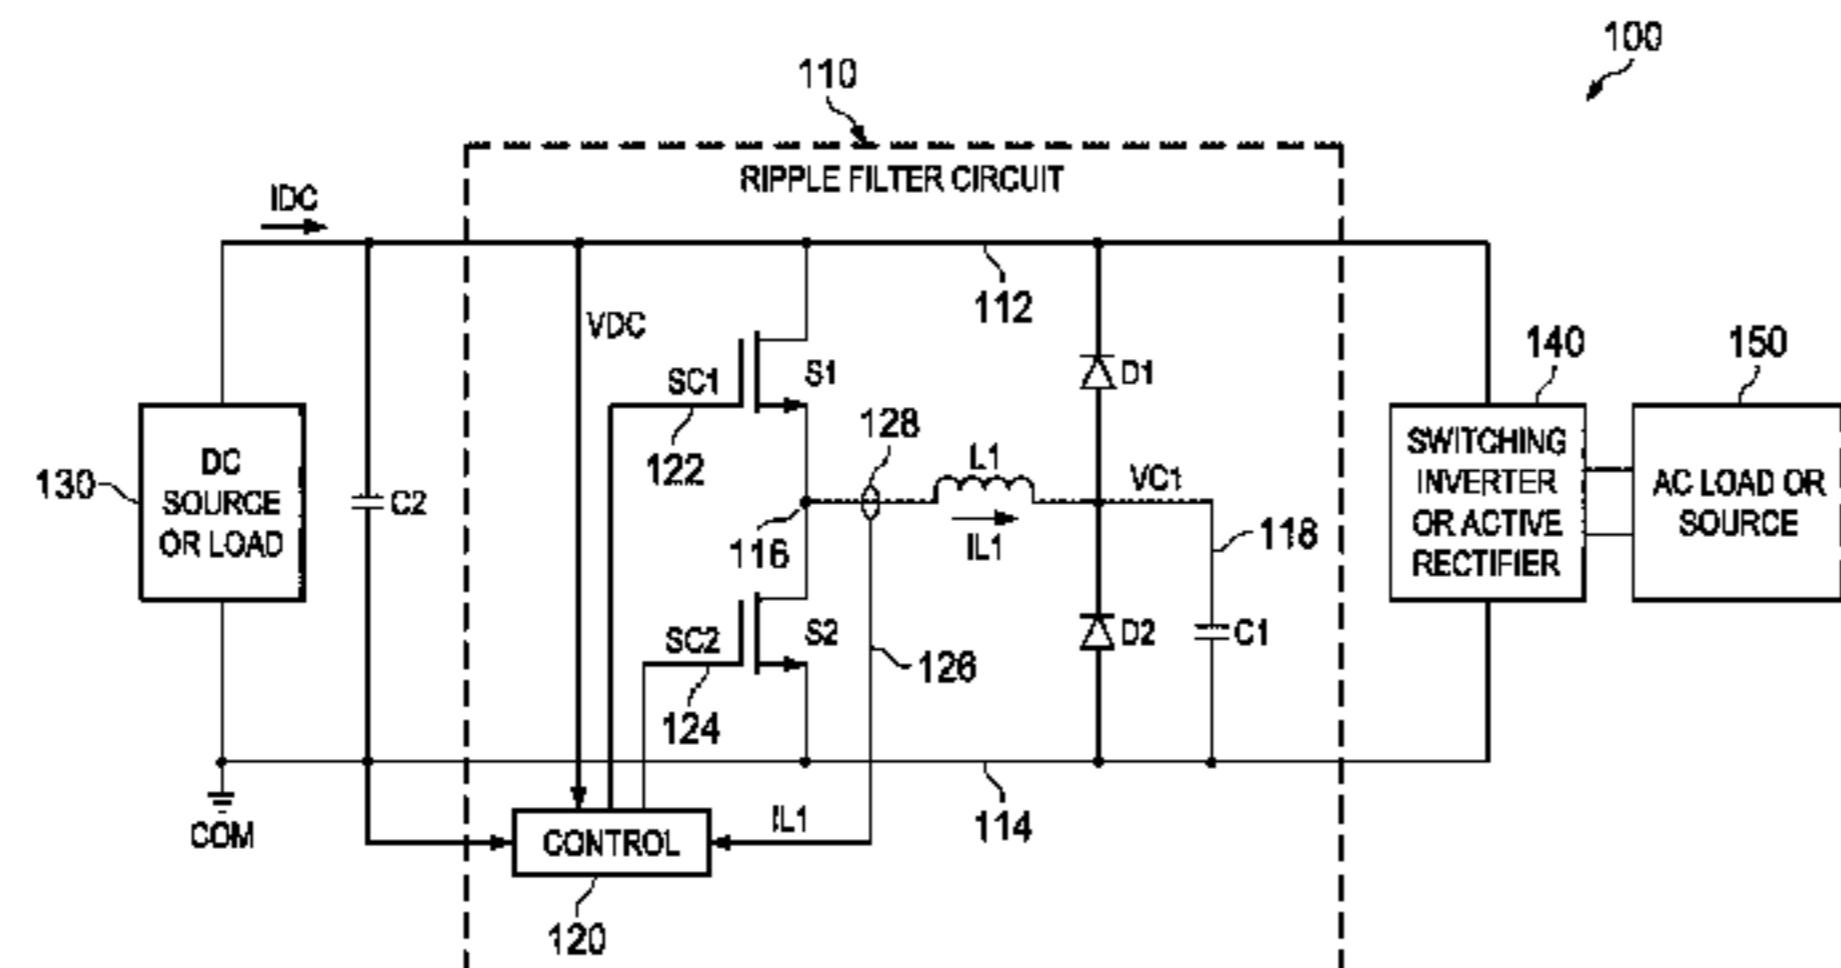 100
110
RIPPLE FILTER CIRCUIT
IDC
112
VDC
SC1
S1
D1
140
150
122
128
130
DC
SOURCE
OR LOAD
C2
L1
VC1
SWITCHING
INVERTER
OR ACTIVE
RECTIFIER
AC LOAD OR
SOURCE
116
IL1
118
SC2
S2
D2
C1
124
126
COM
CONTROL
IL1
114
120